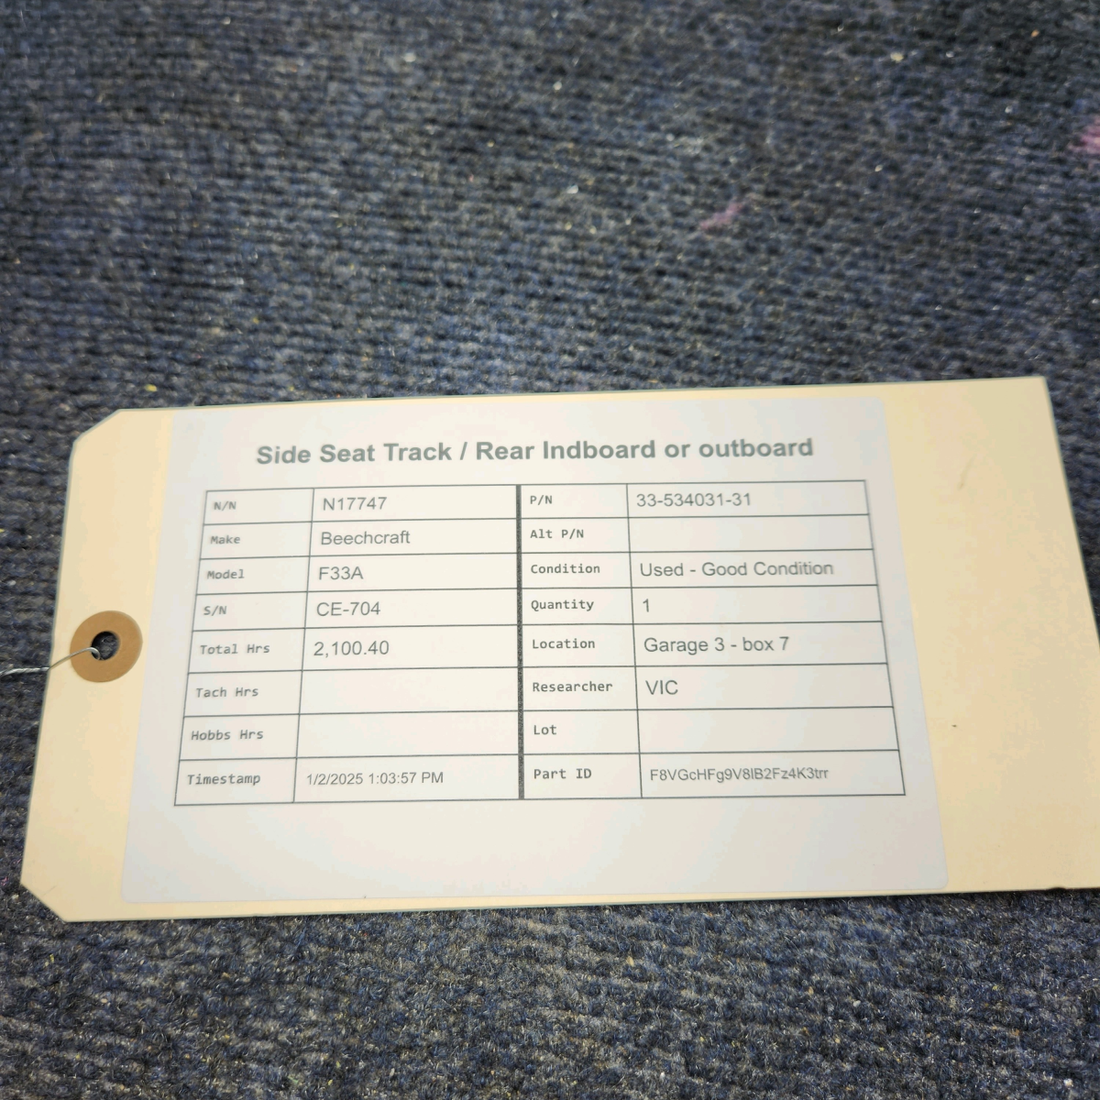 Side Seat Track / Rear Indboard or outboard
N/N N17747 P/N 33-534031-31
Make Beechcraft Alt P/N
Model F33A Condition Used - Good Condition
S/N CE-704 Quantity 1
Total Hrs 2,100.40 Location Garage 3 - box 7
Tach Hrs Researcher VIC
Hobbs Hrs Lot
Timestamp 1/2/2025 1:03:57 PM Part ID F8VGcHFg9V8lB2Fz4K3trr